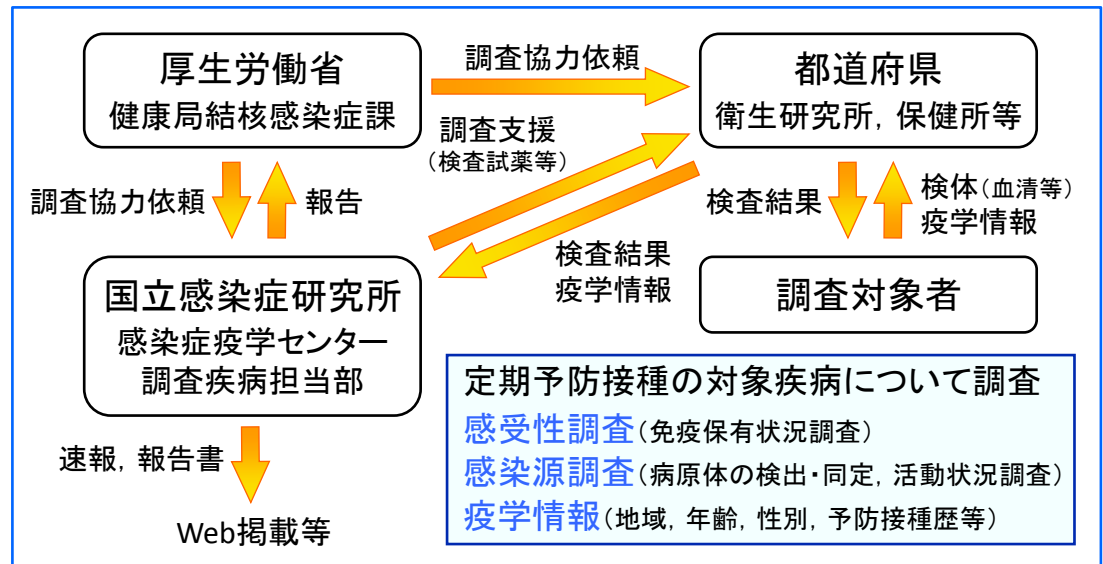 厚生労働省
健康局結核感染症課
調査協力依頼
都道府県
衛生研究所, 保健所等
調査支援
(検査試薬等)
調査協力依頼
報告
検査結果
疫学情報
検査結果
検体(血清等)
疫学情報
国立感染症研究所
感染症疫学センター
調査疾病担当部
調査対象者
速報, 報告書
Web掲載等
定期予防接種の対象疾病について調査
感受性調査(免疫保有状況調査)
感染源調査(病原体の検出・同定, 活動状況調査)
疫学情報(地域, 年齢, 性別, 予防接種歴等)